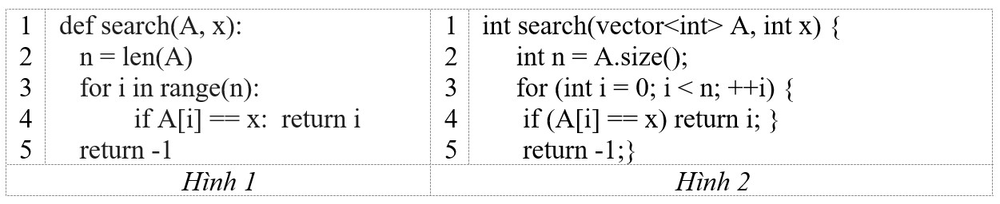 1 def search(A, x):
2 n = len(A)
3 for i in range(n):
4 if A[i] == x: return i
5 return -1
Hình 1
1 int search(vector<int> A, int x) {
2 int n = A.size();
3 for (int i = 0; i < n; ++i) {
4 if (A[i] == x) return i; }
5 return -1;}
Hình 2